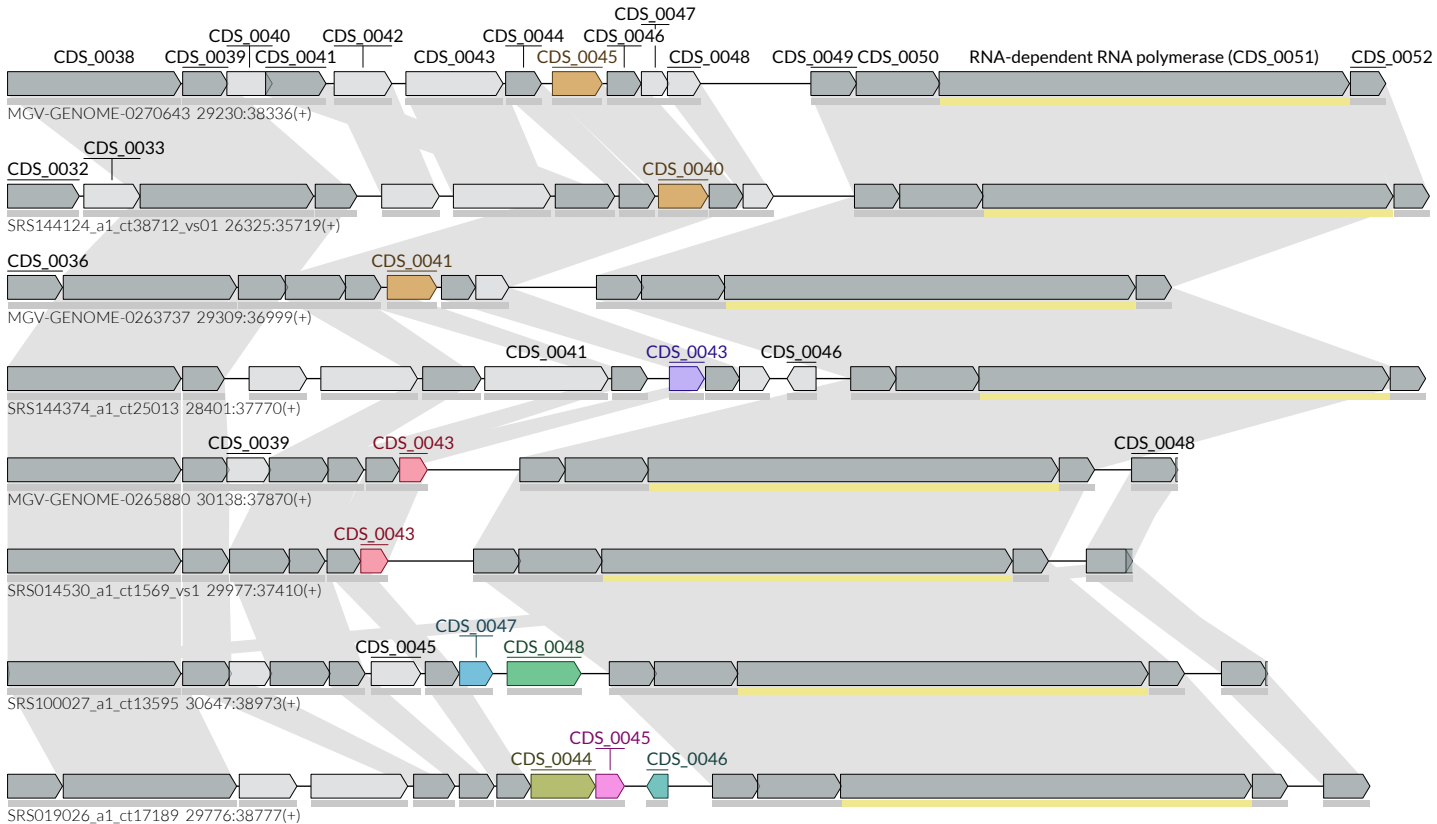 CDS_0047
CDS_0040 CDS_0042 CDS_0044 CDS_0046
CDS_0038 CDS_0039 CDS_0041 CDS_0043 CDS_0045 CDS_0048 CDS_0049 CDS_0050 RNA-dependent RNA polymerase (CDS_0051) CDS_0052
MGV-GENOME-0270643 29230:38336(+)
CDS_0033
CDS_0032 CDS_0040
SRS144124_a1_ct38712_vs01 26325:35719(+)
CDS_0036 CDS_0041
MGV-GENOME-0263737 29309:36999(+)
CDS_0041 CDS_0043 CDS_0046
SRS144374_a1_ct25013 28401:37770(+)
CDS_0039 CDS_0043 CDS_0048
MGV-GENOME-0265880 30138:37870(+)
CDS_0043
SRS014530_a1_ct1569_vs1 29977:37410(+)
CDS_0047
CDS_0045 CDS_0048
SRS100027_a1_ct13595 30647:38973(+)
CDS_0045
CDS_0044 CDS_0046
SRS019026_a1_ct17189 29776:38777(+)